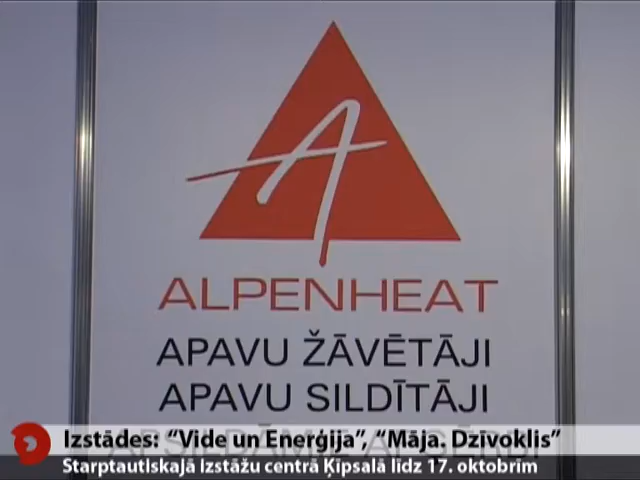 ALPENHEAT
APAVU ŽĀVĒTĀJI
APAVU SILDĪTĀJI
Izstādes: “Vide un Enerģija”, “Māja. Dzīvoklis”
Starptautiskajā izstāžu centrā Ķīpsalā līdz 17. oktobrim